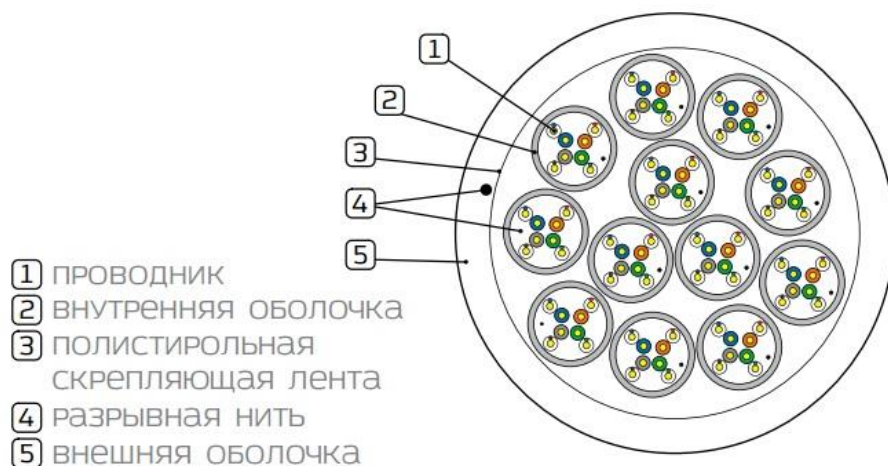 1
2
3
4
5
1 ПРОВОДНИК
2 ВНУТРЕННЯЯ ОБОЛОЧКА
3 ПОЛИСТИРОЛЬНАЯ
СКРЕПЛЯЮЩАЯ ЛЕНТА
4 РАЗРЫВНАЯ НИТЬ
5 ВНЕШНЯЯ ОБОЛОЧКА